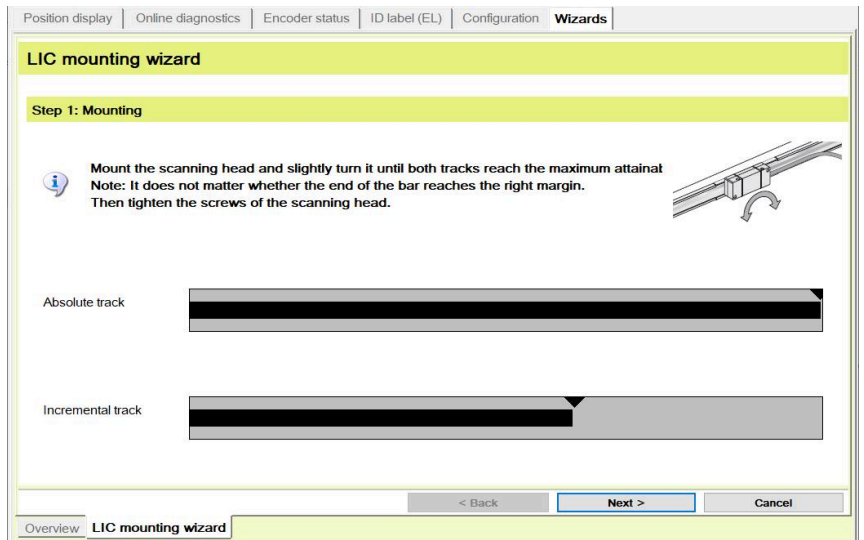 Position display Online diagnostics Encoder status ID label (EL) Configuration Wizards
LIC mounting wizard
Step 1: Mounting
Mount the scanning head and slightly turn it until both tracks reach the maximum attainat
Note: It does not matter whether the end of the bar reaches the right margin.
Then tighten the screws of the scanning head.
Absolute track
Incremental track
< Back Next > Cancel
Overview LIC mounting wizard